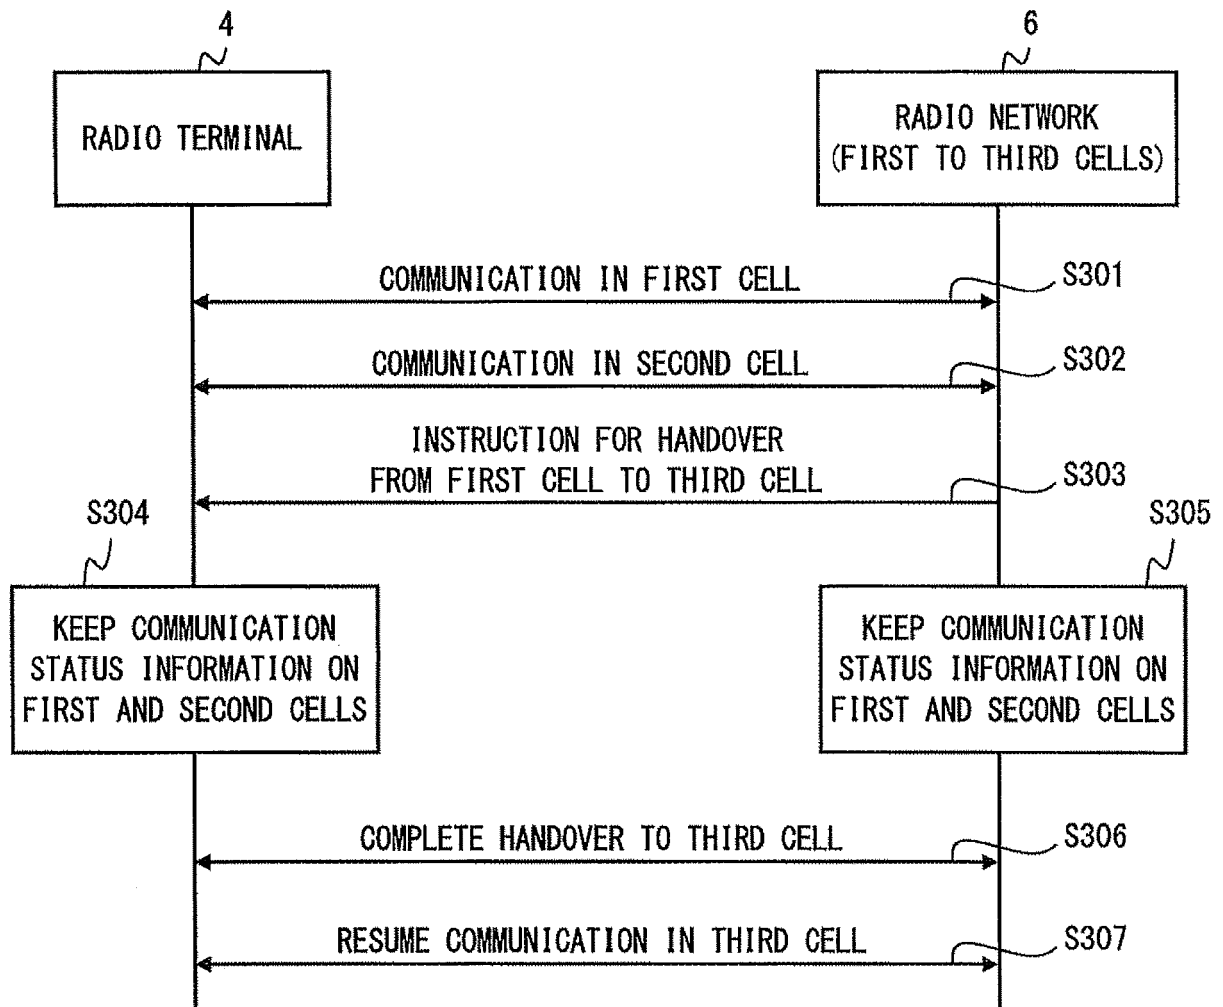 4
6
RADIO TERMINAL
RADIO NETWORK
(FIRST TO THIRD CELLS)
COMMUNICATION IN FIRST CELL
S301
COMMUNICATION IN SECOND CELL
S302
INSTRUCTION FOR HANDOVER
FROM FIRST CELL TO THIRD CELL
S303
S304
S305
KEEP COMMUNICATION
STATUS INFORMATION ON
FIRST AND SECOND CELLS
KEEP COMMUNICATION
STATUS INFORMATION ON
FIRST AND SECOND CELLS
COMPLETE HANDOVER TO THIRD CELL
S306
RESUME COMMUNICATION IN THIRD CELL
S307